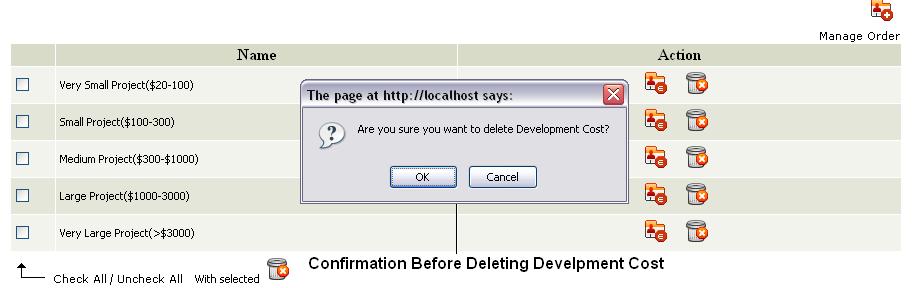 Manage Order
Name Action
Very Small Project($20-100)
The page at http://localhost says:
Small Project($100-300)
Are you sure you want to delete Development Cost?
Medium Project($300-$1000)
OK Cancel
Large Project($1000-3000)
Very Large Project(>$3000)
Confirmation Before Deleting Develpment Cost
Check All / Uncheck All With selected